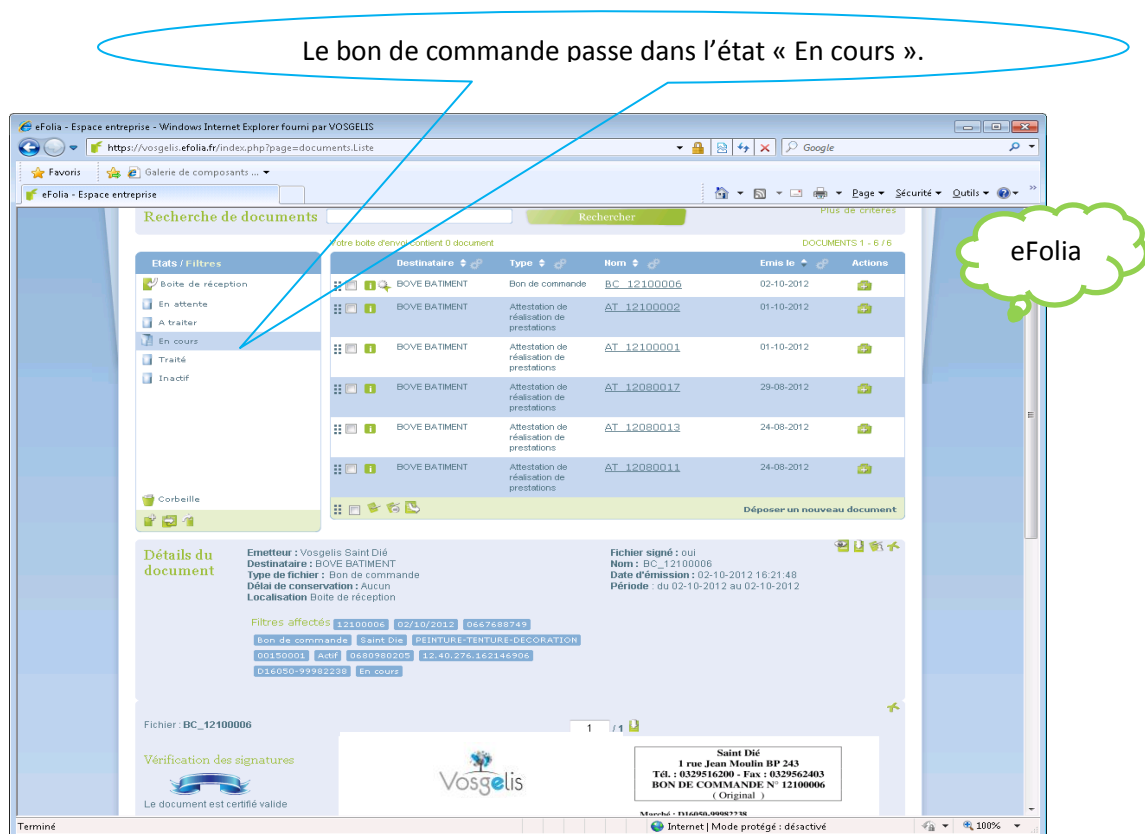 Le bon de commande passe dans l'état « En cours ».
eFolia - Espace entreprise - Windows Internet Explorer fourni par VOSGELIS
https://vosgelis.efolia.fr/index.php?page=documents.Liste
Google
Favoris
Galerie de composants ...
eFolia - Espace entreprise
Page
Sécurité
Outils
eFolia
Recherche de documents
Rechercher
Plus de critères
Votre boite d'envoi contient 0 document
DOCUMENTS 1 - 6 / 6
Etats / Filtres
Destinataire Type Nom Emis le Actions
Boite de réception
En attente
A traiter
En cours
Traité
Inactif
Corbeille
BOVE BATIMENT Bon de commande BC_12100006 02-10-2012
BOVE BATIMENT Attestation de réalisation de prestations AT_12100002 01-10-2012
BOVE BATIMENT Attestation de réalisation de prestations AT_12100001 01-10-2012
BOVE BATIMENT Attestation de réalisation de prestations AT_12080017 29-08-2012
BOVE BATIMENT Attestation de réalisation de prestations AT_12080013 24-08-2012
BOVE BATIMENT Attestation de réalisation de prestations AT_12080011 24-08-2012
Déposer un nouveau document
Détails du
document
Emetteur : Vosgelis Saint Dié
Destinataire : BOVE BATIMENT
Type de fichier : Bon de commande
Délai de conservation : Aucun
Localisation Boite de réception
Fichier signé : oui
Nom : BC_12100006
Date d'émission : 02-10-2012 16:21:48
Période : du 02-10-2012 au 02-10-2012
Filtres affectés 12100006 02/10/2012 0667688749
Bon de commande Saint Die PEINTURE-TENTURE-DECORATION
00150001 Actif 0680980205 12.40.276.162146906
D16050-99982238 En cours
Fichier : BC_12100006
1 / 1
Vérification des signatures
Le document est certifié valide
Vosgelis
Saint Dié
1 rue Jean Moulin BP 243
Tél. : 0329516200 - Fax : 0329562403
BON DE COMMANDE N° 12100006
( Original )
Marché : D16050-99982238
Terminé
Internet | Mode protégé : désactivé
100%